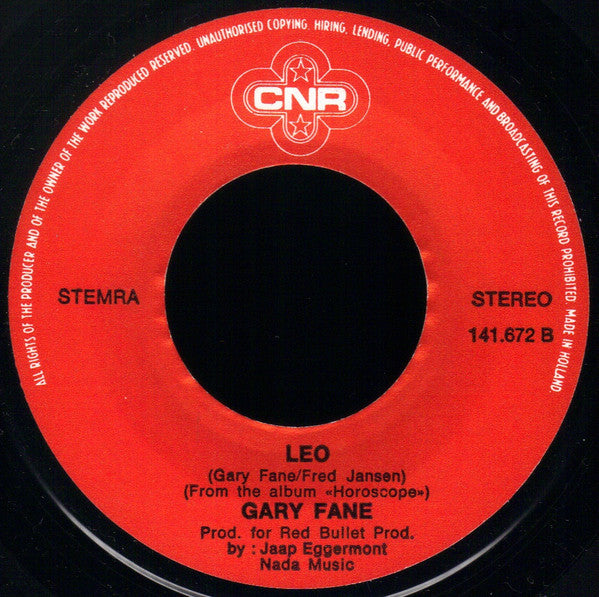 ALL RIGHTS OF THE PRODUCER AND OF THE OWNER OF THE WORK REPRODUCED RESERVED. UNAUTHORISED COPYING, HIRING, LENDING, PUBLIC PERFORMANCE AND BROADCASTING OF THIS RECORD PROHIBITED. MADE IN HOLLAND
CNR
STEMRA
STEREO
141.672 B
LEO
(Gary Fane/Fred Jansen)
(From the album «Horoscope»)
GARY FANE
Prod. for Red Bullet Prod.
by : Jaap Eggermont
Nada Music